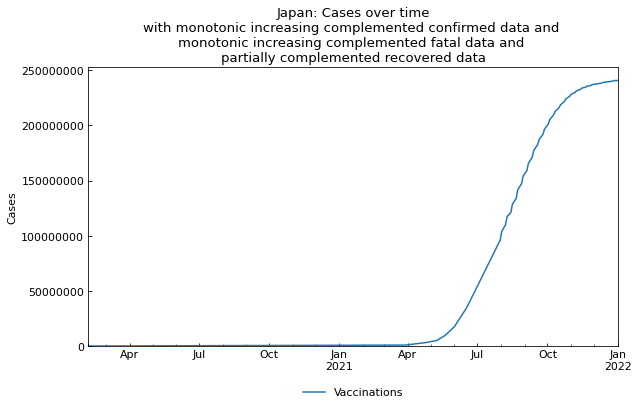 Japan: Cases over time
with monotonic increasing complemented confirmed data and
monotonic increasing complemented fatal data and
partially complemented recovered data
250000000
200000000
150000000
100000000
50000000
0
Cases
Apr Jul Oct Jan Apr Jul Oct Jan
2021 2022
Vaccinations